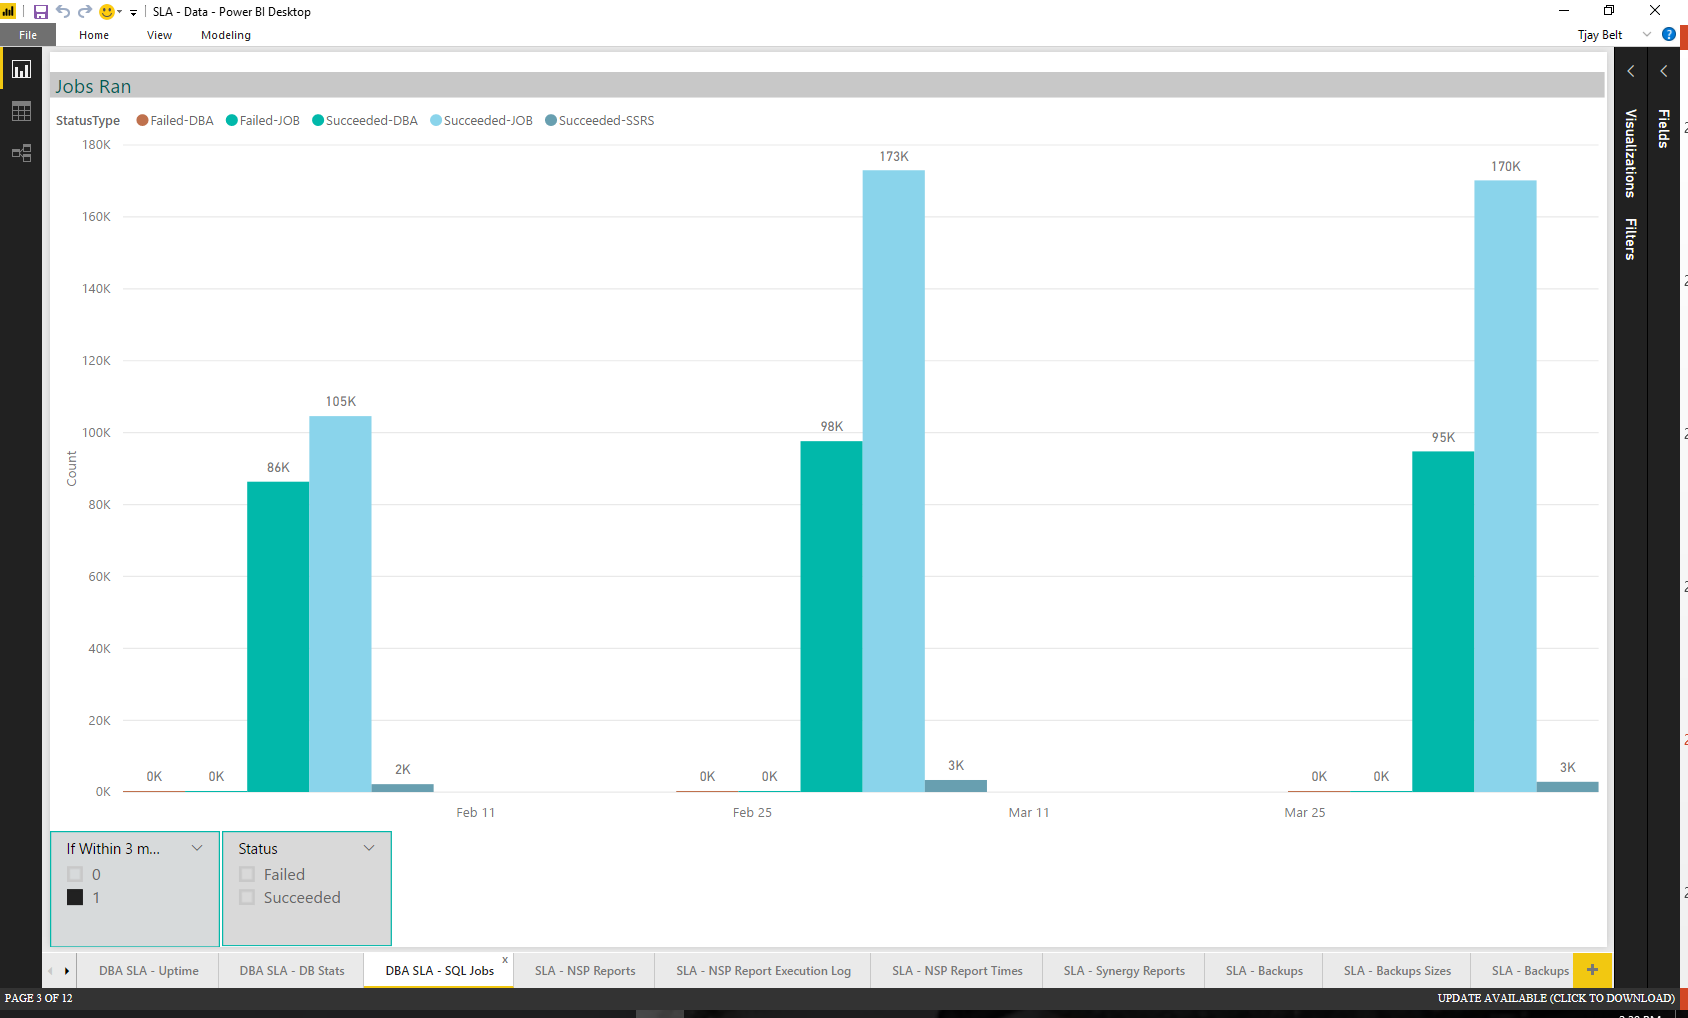 SLA - Data - Power BI Desktop
File Home View Modeling Tjay Belt ?
Jobs Ran
StatusType Failed-DBA Failed-JOB Succeeded-DBA Succeeded-JOB Succeeded-SSRS
180K
160K
140K
120K
100K
80K
60K
40K
20K
0K
Count
0K 0K 86K 105K 2K
0K 0K 98K 173K 3K
0K 0K 95K 170K 3K
Feb 11 Feb 25 Mar 11 Mar 25
Visualizations
Filters
Fields
If Within 3 m...
0
1
Status
Failed
Succeeded
DBA SLA - Uptime DBA SLA - DB Stats DBA SLA - SQL Jobs x SLA - NSP Reports SLA - NSP Report Execution Log SLA - NSP Report Times SLA - Synergy Reports SLA - Backups SLA - Backups Sizes SLA - Backups +
PAGE 3 OF 12 UPDATE AVAILABLE (CLICK TO DOWNLOAD)